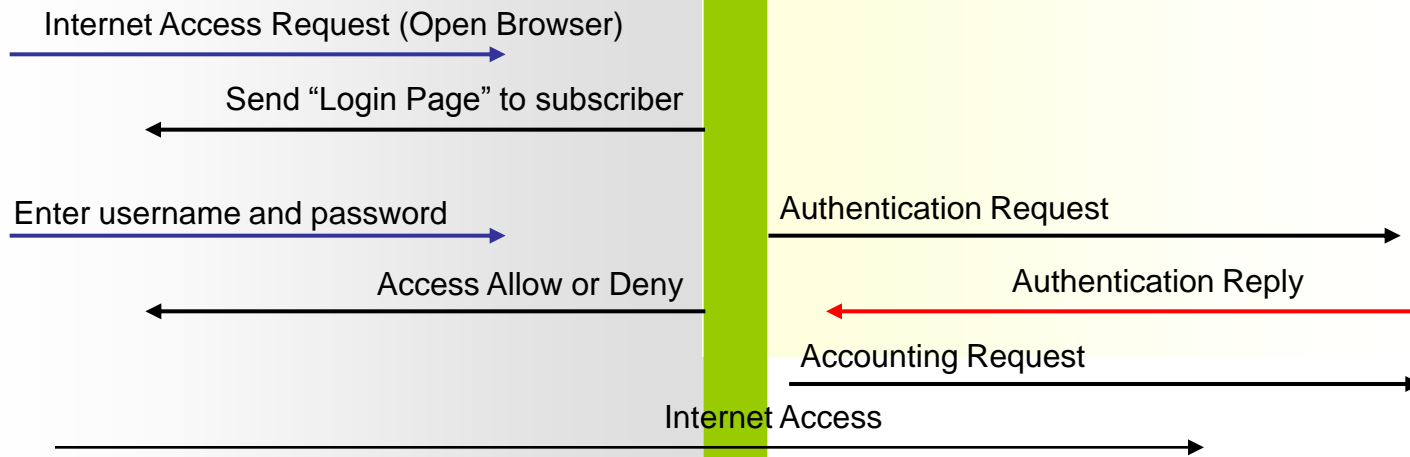 Internet Access Request (Open Browser)
Send “Login Page” to subscriber
Enter username and password
Authentication Request
Access Allow or Deny
Authentication Reply
Accounting Request
Internet Access